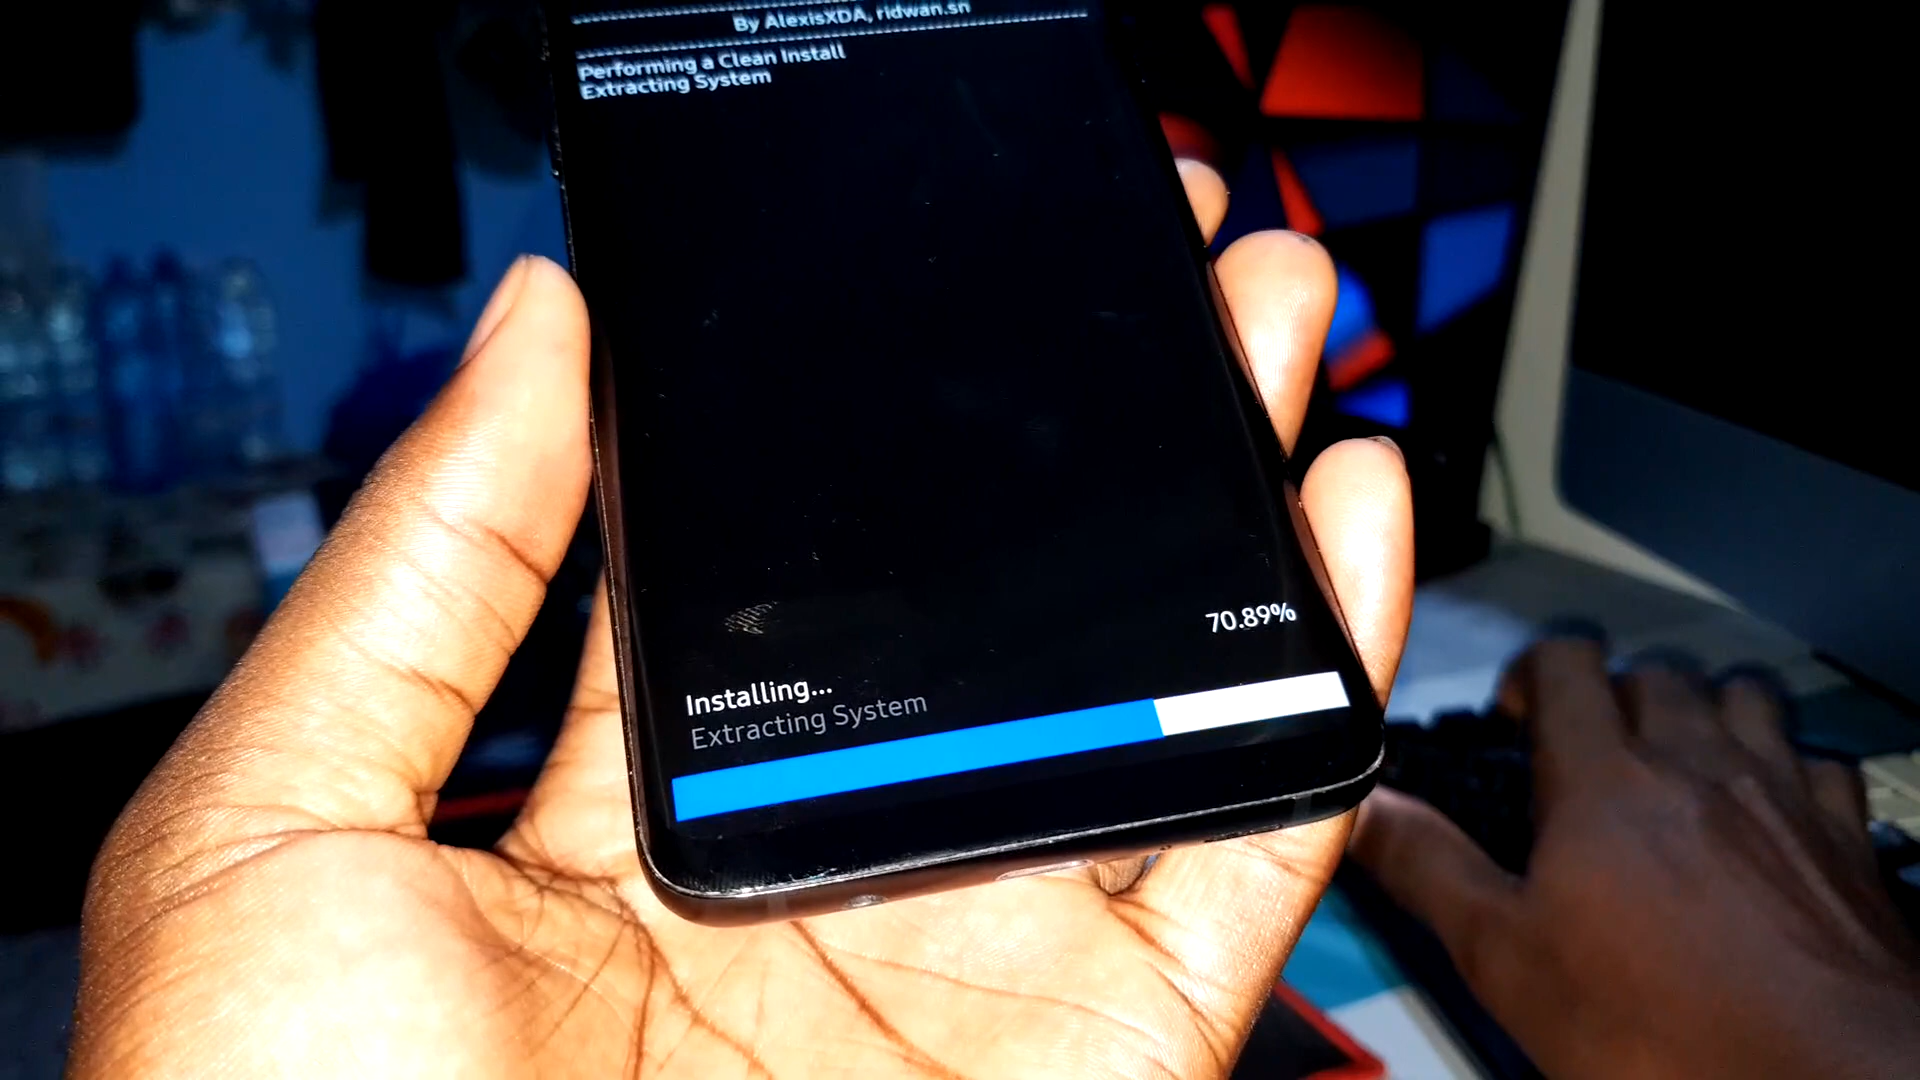 By AlexisXDA, ridwan.sn
Performing a Clean Install
Extracting System
70.89%
Installing...
Extracting System